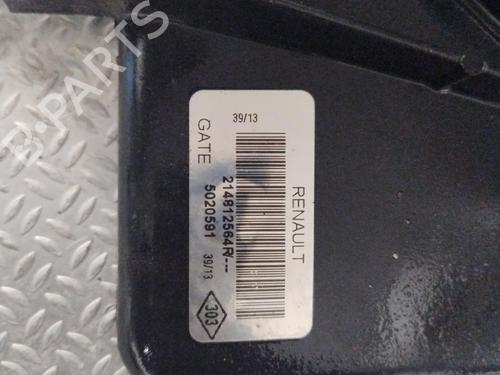 B-PARTS
39/13
RENAULT
214812564R/---
GATE 5020591
39/13
303